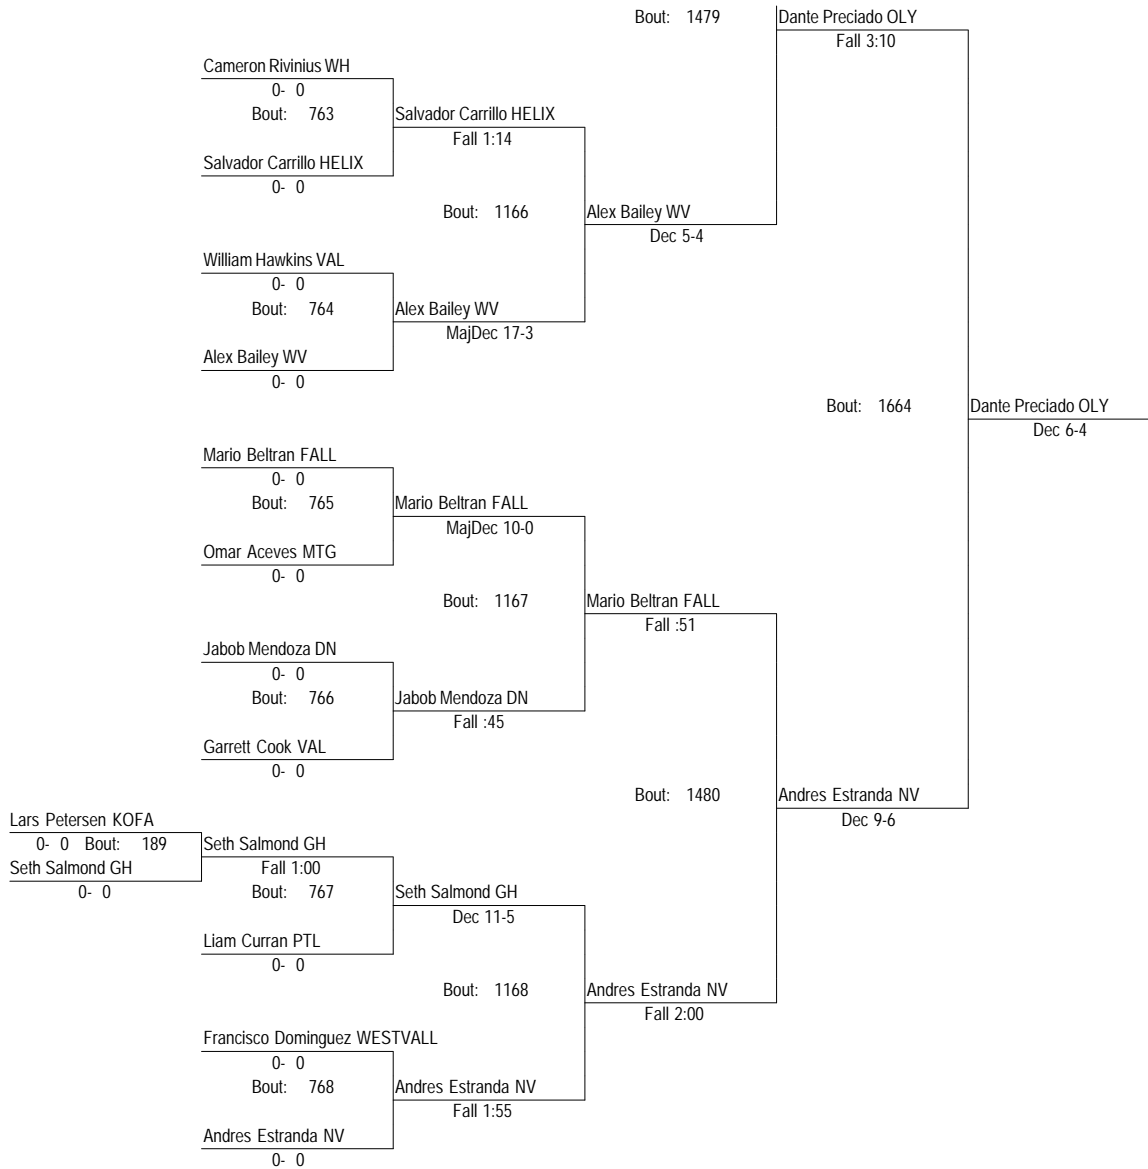 Bout: 1479
Dante Preciado OLY
Fall 3:10
Cameron Rivinius WH
0- 0
Bout: 763
Salvador Carrillo HELIX
Fall 1:14
Salvador Carrillo HELIX
0- 0
Bout: 1166
Alex Bailey WV
Dec 5-4
William Hawkins VAL
0- 0
Bout: 764
Alex Bailey WV
MajDec 17-3
Alex Bailey WV
0- 0
Bout: 1664
Dante Preciado OLY
Dec 6-4
Mario Beltran FALL
0- 0
Bout: 765
Mario Beltran FALL
MajDec 10-0
Omar Aceves MTG
0- 0
Bout: 1167
Mario Beltran FALL
Fall :51
Jabob Mendoza DN
0- 0
Bout: 766
Jabob Mendoza DN
Fall :45
Garrett Cook VAL
0- 0
Bout: 1480
Andres Estranda NV
Dec 9-6
Lars Petersen KOFA
0- 0 Bout: 189
Seth Salmond GH
Fall 1:00
Seth Salmond GH
0- 0
Bout: 767
Seth Salmond GH
Dec 11-5
Liam Curran PTL
0- 0
Bout: 1168
Andres Estranda NV
Fall 2:00
Francisco Dominguez WESTVALL
0- 0
Bout: 768
Andres Estranda NV
Fall 1:55
Andres Estranda NV
0- 0